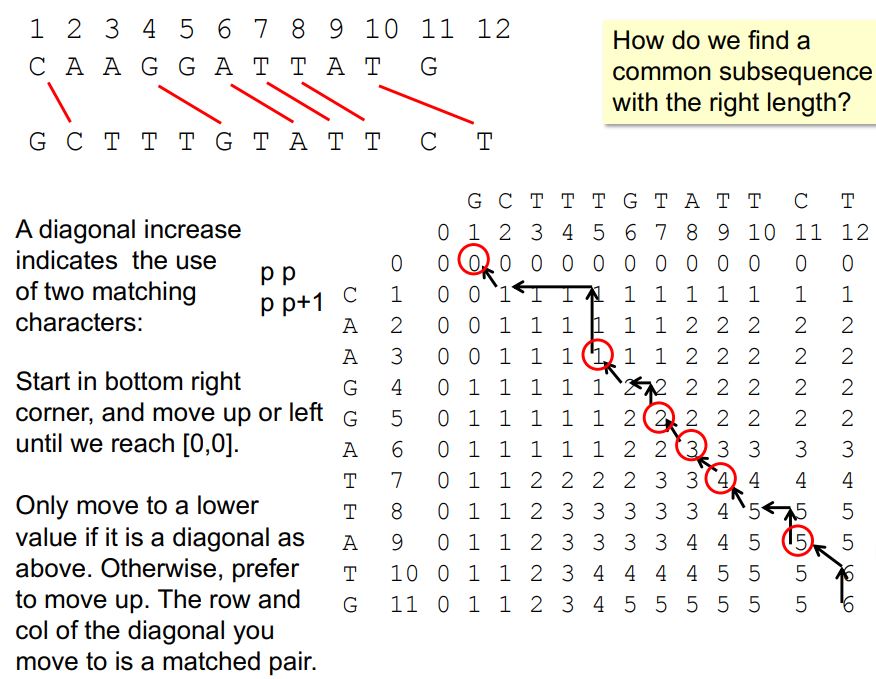 1 2 3 4 5 6 7 8 9 10 11 12
C A A G G A T T A T G
G C T T T G T A T T C T
How do we find a
common subsequence
with the right length?
A diagonal increase
indicates the use
of two matching
characters:
p p
p p+1
Start in bottom right
corner, and move up or left
until we reach [0,0].
Only move to a lower
value if it is a diagonal as
above. Otherwise, prefer
to move up. The row and
col of the diagonal you
move to is a matched pair.
G C T T T G T A T T C T
0 1 2 3 4 5 6 7 8 9 10 11 12
0 0 0 0 0 0 0 0 0 0 0 0 0 0
C 1 0 0 1 1 1 1 1 1 1 1 1 1 1
A 2 0 0 1 1 1 1 1 1 2 2 2 2 2
A 3 0 0 1 1 1 1 1 1 2 2 2 2 2
G 4 0 1 1 1 1 1 2 2 2 2 2 2 2
G 5 0 1 1 1 1 1 2 2 2 2 2 2 2
A 6 0 1 1 1 1 1 2 2 3 3 3 3 3
T 7 0 1 1 2 2 2 2 3 3 4 4 4 4
T 8 0 1 1 2 3 3 3 3 3 4 5 5 5
A 9 0 1 1 2 3 3 3 3 4 4 5 5 5
T 10 0 1 1 2 3 4 4 4 4 5 5 5 6
G 11 0 1 1 2 3 4 5 5 5 5 5 5 6